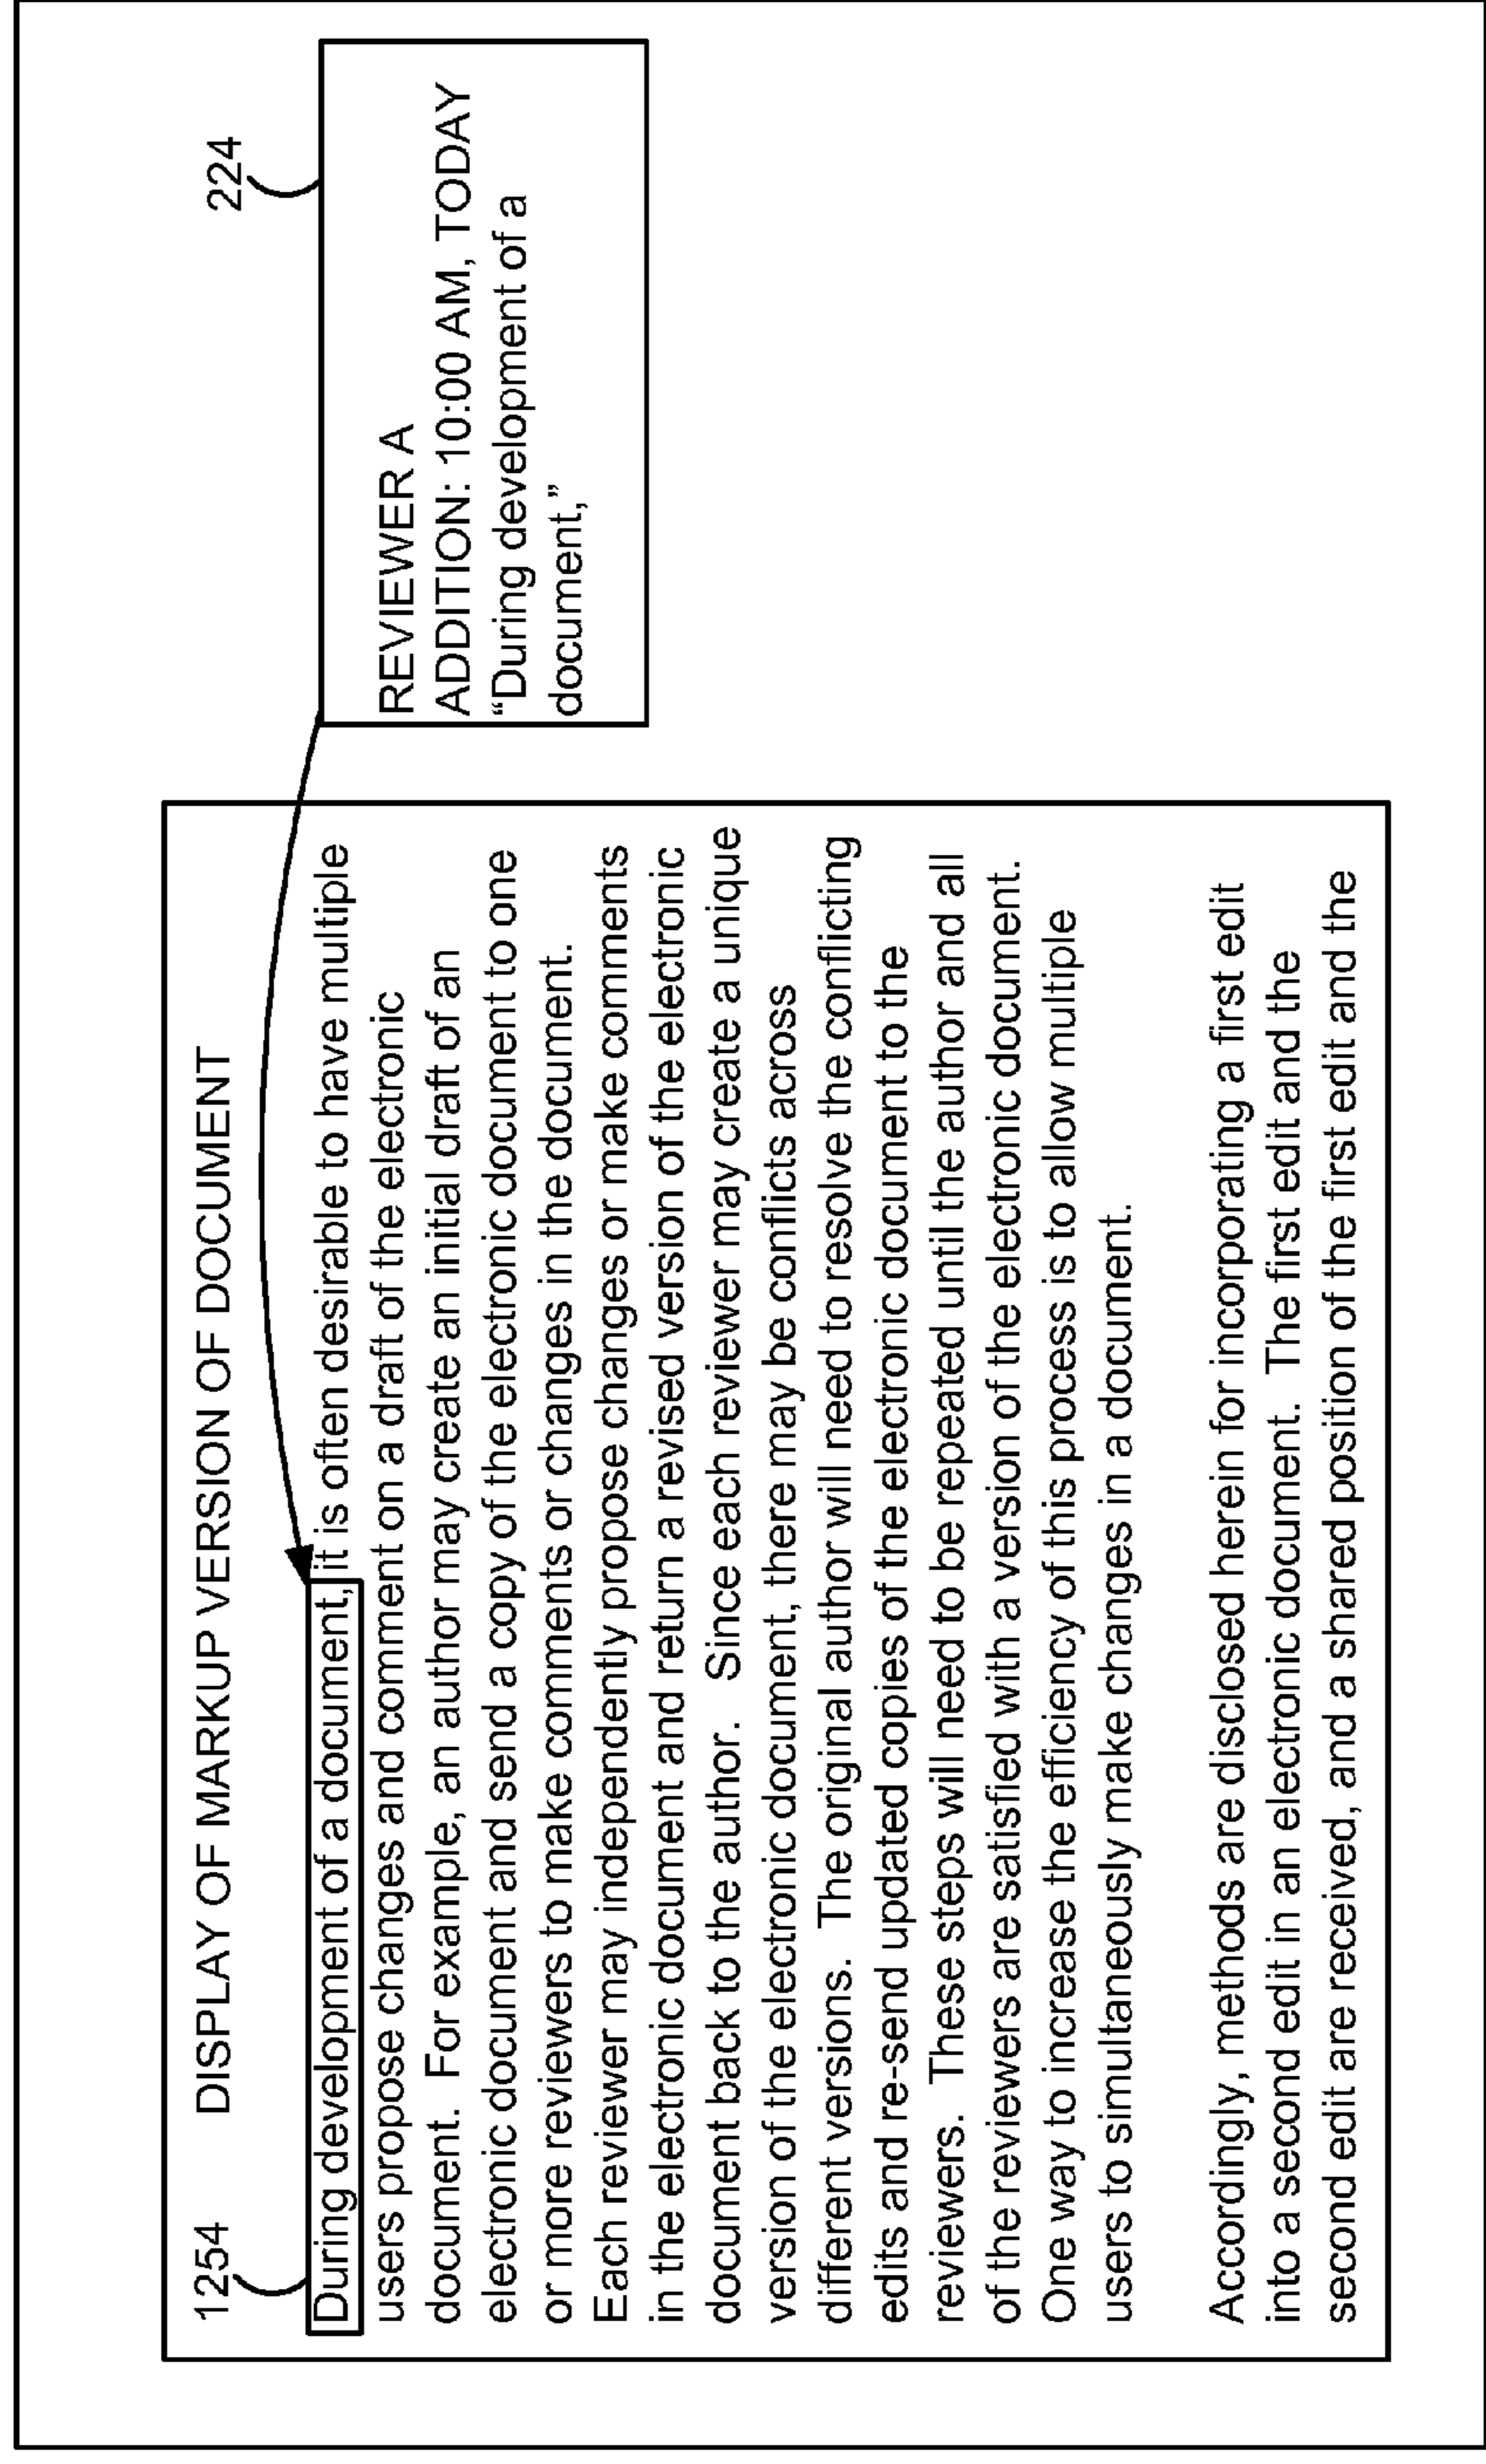 1254
DISPLAY OF MARKUP VERSION OF DOCUMENT
During development of a document, it is often desirable to have multiple
users propose changes and comment on a draft of the electronic
document. For example, an author may create an initial draft of an
electronic document and send a copy of the electronic document to one
or more reviewers to make comments or changes in the document.
Each reviewer may independently propose changes or make comments
in the electronic document and return a revised version of the electronic
document back to the author. Since each reviewer may create a unique
version of the electronic document, there may be conflicts across
different versions. The original author will need to resolve the conflicting
edits and re-send updated copies of the electronic document to the
reviewers. These steps will need to be repeated until the author and all
of the reviewers are satisfied with a version of the electronic document.
One way to increase the efficiency of this process is to allow multiple
users to simultaneously make changes in a document.
Accordingly, methods are disclosed herein for incorporating a first edit
into a second edit in an electronic document. The first edit and the
second edit are received, and a shared position of the first edit and the
224
REVIEWER A
ADDITION: 10:00 AM, TODAY
“During development of a
document,”